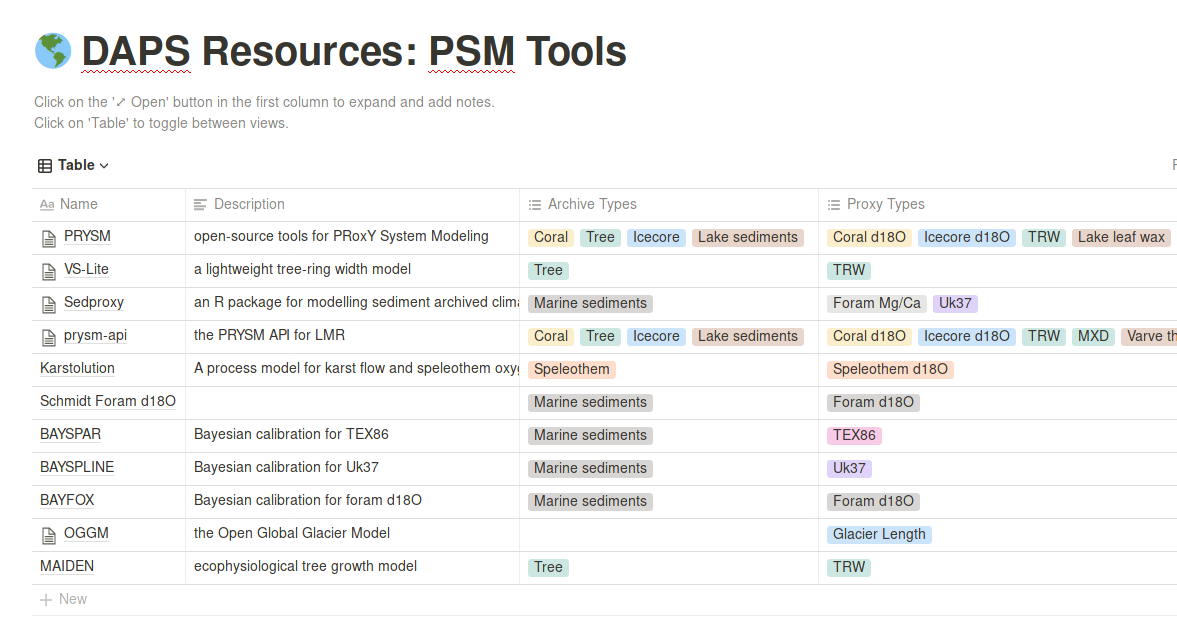 DAPS Resources: PSM Tools
Click on the '⤢ Open' button in the first column to expand and add notes.
Click on 'Table' to toggle between views.
Table
Aa Name Description Archive Types Proxy Types
PRYSM open-source tools for PRoxY System Modeling Coral Tree Icecore Lake sediments Coral d18O Icecore d18O TRW Lake leaf wax
VS-Lite a lightweight tree-ring width model Tree TRW
Sedproxy an R package for modelling sediment archived Marine sediments Foram Mg/Ca Uk37
prysm-api the PRYSM API for LMR Coral Tree Icecore Lake sediments Coral d18O Icecore d18O TRW MXD Varve
Karstolution A process model for karst flow and speleothem Speleothem Speleothem d18O
Schmidt Foram d18O Marine sediments Foram d18O
BAYSPAR Bayesian calibration for TEX86 Marine sediments TEX86
BAYSPLINE Bayesian calibration for Uk37 Marine sediments Uk37
BAYFOX Bayesian calibration for foram d18O Marine sediments Foram d18O
OGGM the Open Global Glacier Model Glacier Length
MAIDEN ecophysiological tree growth model Tree TRW
+ New